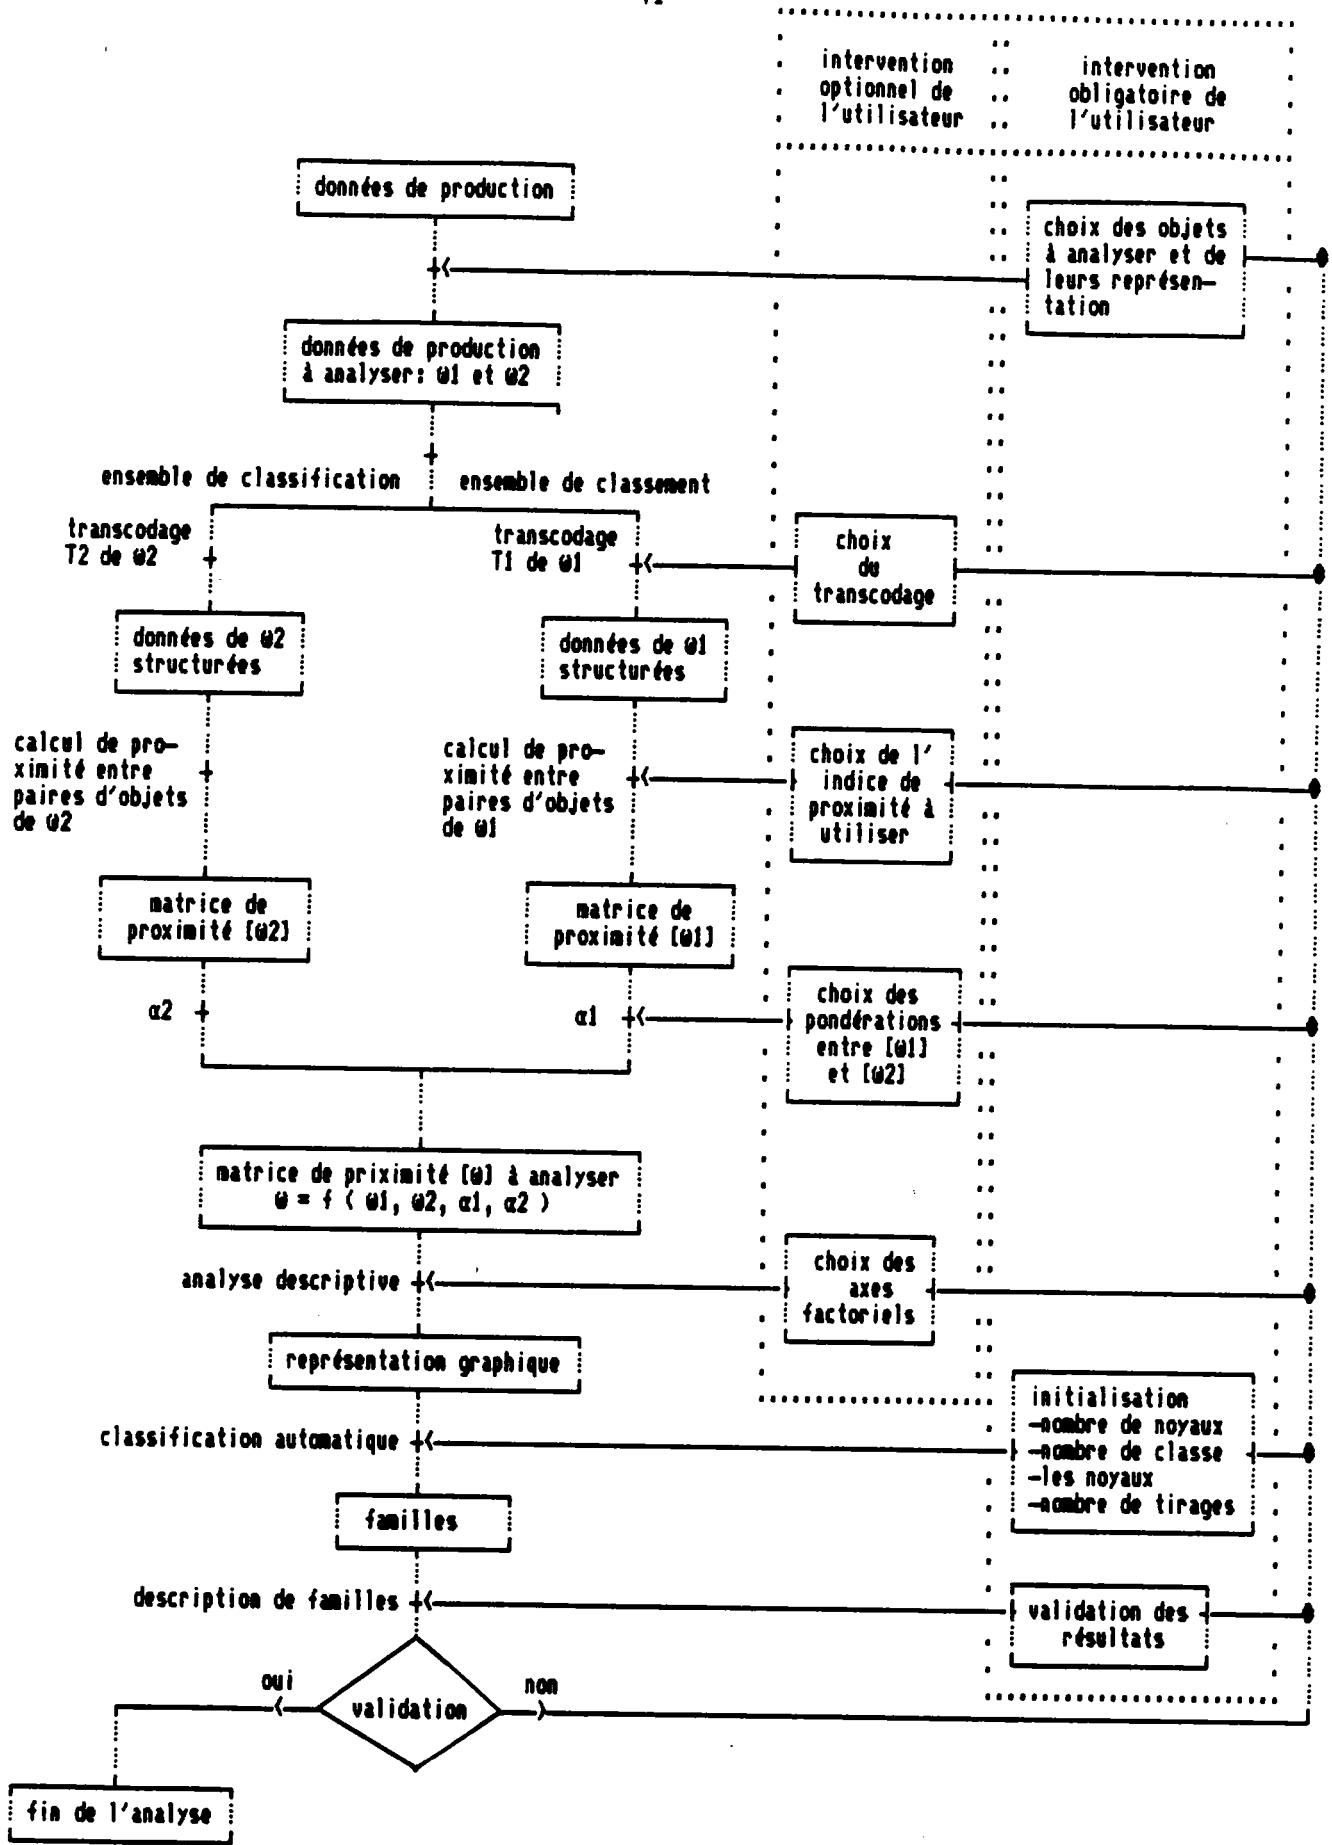 intervention
optionnel de
l'utilisateur
intervention
obligatoire de
l'utilisateur
données de production
choix des objets
à analyser et de
leurs représen-
tation
données de production
à analyser: ω1 et ω2
ensemble de classification
ensemble de classement
transcodage
T2 de ω2
transcodage
T1 de ω1
choix
du
transcodage
données de ω2
structurées
données de ω1
structurées
calcul de pro-
ximité entre
paires d'objets
de ω2
calcul de pro-
ximité entre
paires d'objets
de ω1
choix de l'
indice de
proximité à
utiliser
matrice de
proximité [ω2]
matrice de
proximité [ω1]
α2
α1
choix des
pondérations
entre [ω1]
et [ω2]
matrice de priximité [ω] à analyser
ω = f ( ω1, ω2, α1, α2 )
analyse descriptive
choix des
axes
factoriels
représentation graphique
classification automatique
initialisation
-nombre de noyaux
-nombre de classe
-les noyaux
-nombre de tirages
familles
description de familles
validation des
résultats
oui
validation
non
fin de l'analyse